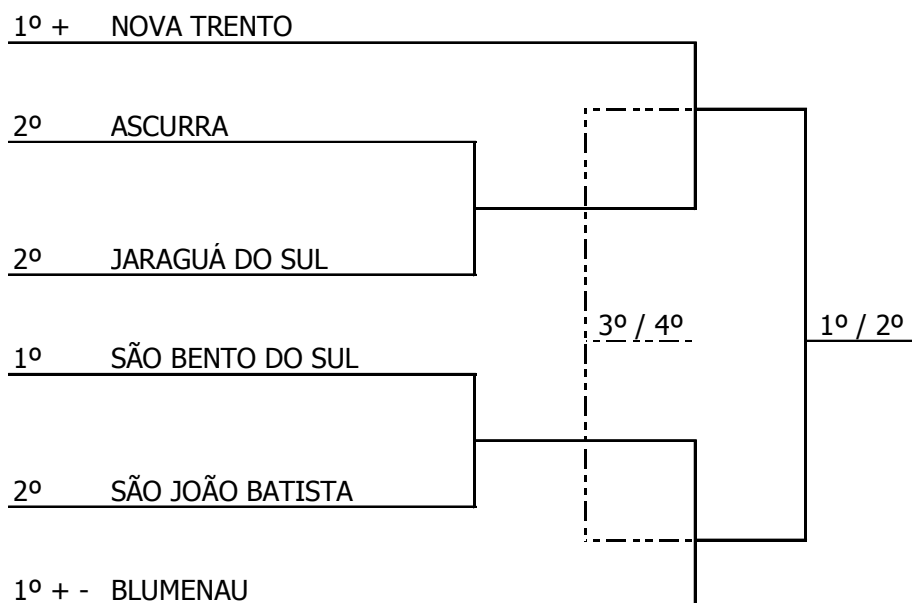 1º + NOVA TRENTO
2º ASCURRA
2º JARAGUÁ DO SUL
3º / 4º
1º / 2º
1º SÃO BENTO DO SUL
2º SÃO JOÃO BATISTA
1º + - BLUMENAU